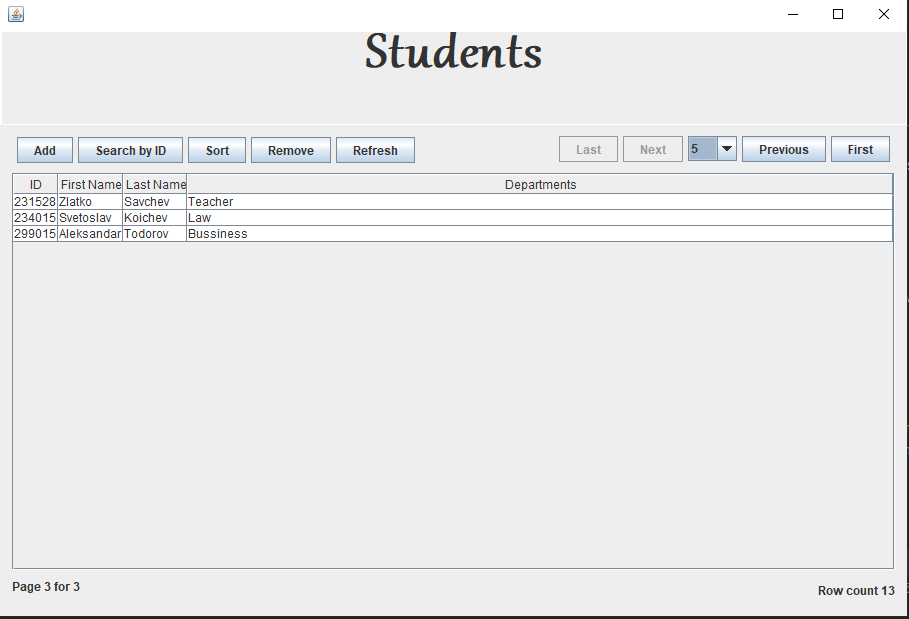 Students
Add Search by ID Sort Remove Refresh Last Next 5 Previous First
ID First Name Last Name Departments
231528 Zlatko Savchev Teacher
234015 Svetoslav Koichev Law
299015 Aleksandar Todorov Bussiness
Page 3 for 3
Row count 13